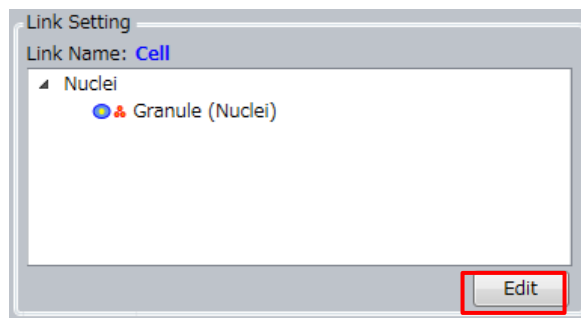 Link Setting
Link Name: Cell
Nuclei
Granule (Nuclei)
Edit